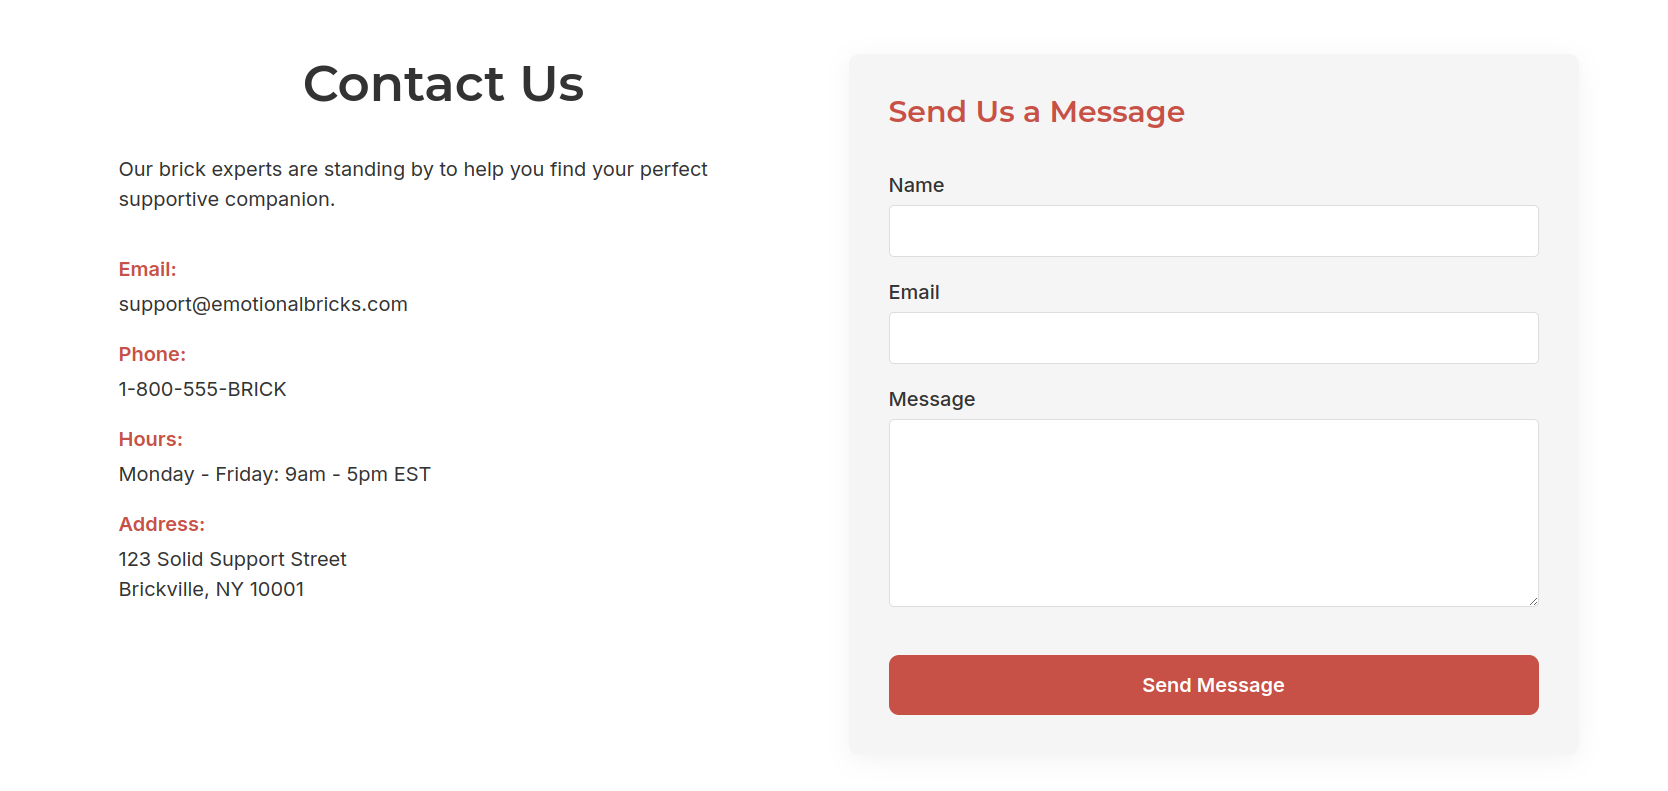 Contact Us
Our brick experts are standing by to help you find your perfect
supportive companion.
Email:
support@emotionalbricks.com
Phone:
1-800-555-BRICK
Hours:
Monday - Friday: 9am - 5pm EST
Address:
123 Solid Support Street
Brickville, NY 10001
Send Us a Message
Name
Email
Message
Send Message